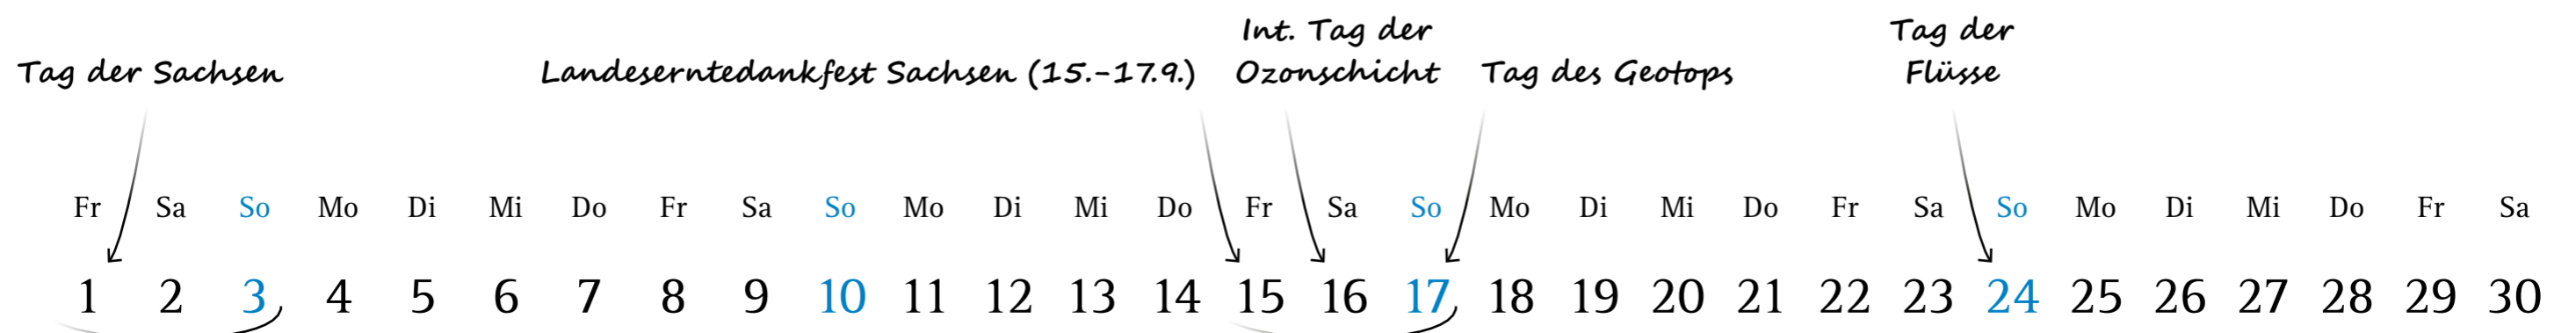 Int. Tag der
Tag der
Tag der Sachsen
Landeserntedankfest Sachsen (15.-17.9.)
Ozonschicht
Tag des Geotops
Flüsse
Fr Sa So Mo Di Mi Do Fr Sa So Mo Di Mi Do Fr Sa So Mo Di Mi Do Fr Sa So Mo Di Mi Do Fr Sa
1 2 3 4 5 6 7 8 9 10 11 12 13 14 15 16 17 18 19 20 21 22 23 24 25 26 27 28 29 30